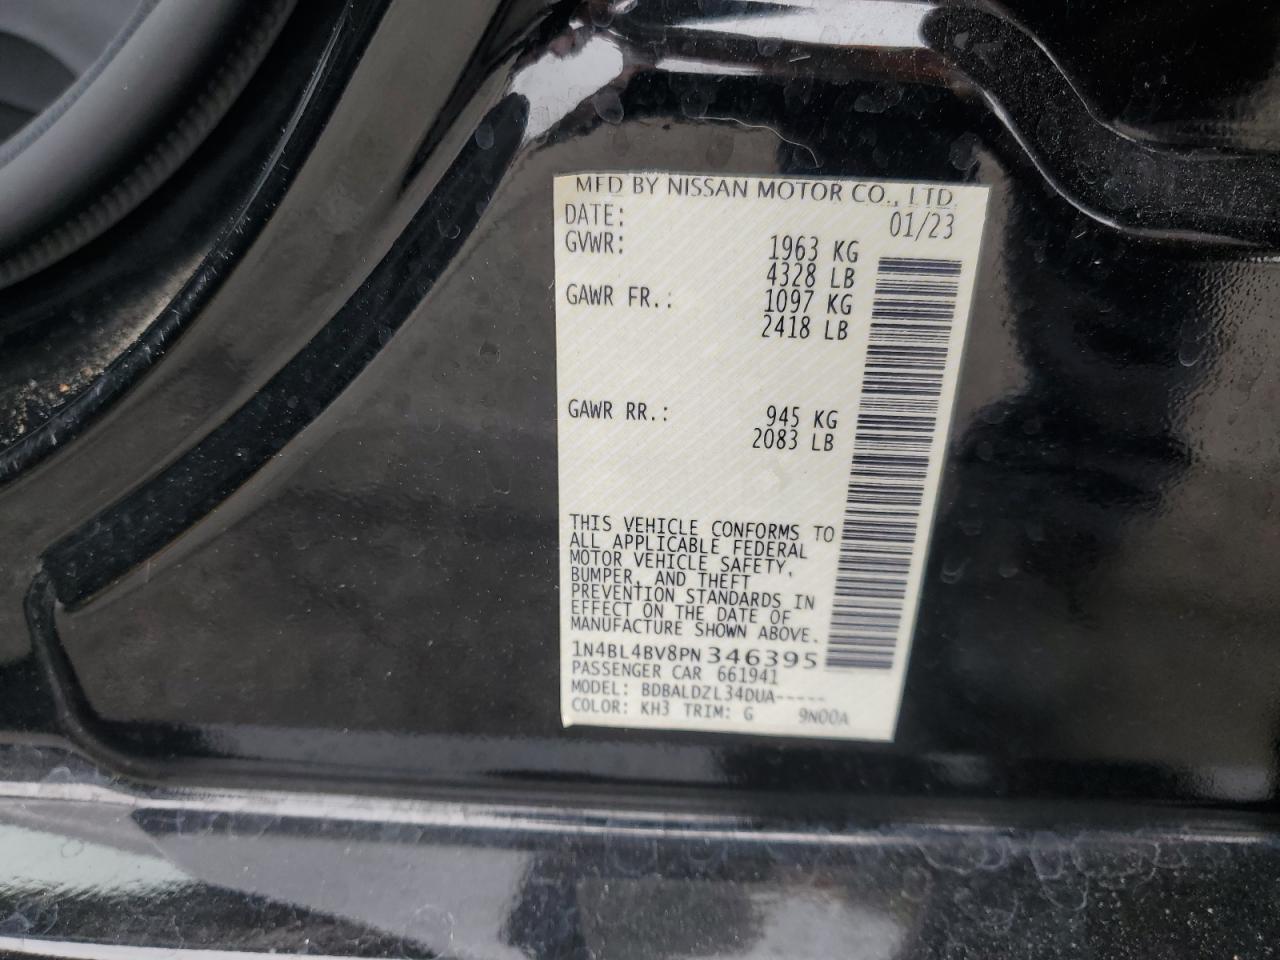 MFD BY NISSAN MOTOR CO., LTD.
DATE: 01/23
GVWR: 1963 KG
4328 LB
GAWR FR.: 1097 KG
2418 LB
GAWR RR.: 945 KG
2083 LB
THIS VEHICLE CONFORMS TO
ALL APPLICABLE FEDERAL
MOTOR VEHICLE SAFETY,
BUMPER, AND THEFT
PREVENTION STANDARDS IN
EFFECT ON THE DATE OF
MANUFACTURE SHOWN ABOVE.
1N4BL4BV8PN346395
PASSENGER CAR 661941
MODEL: BDBALDZL34DUA-----
COLOR: KH3 TRIM: G 9N00A